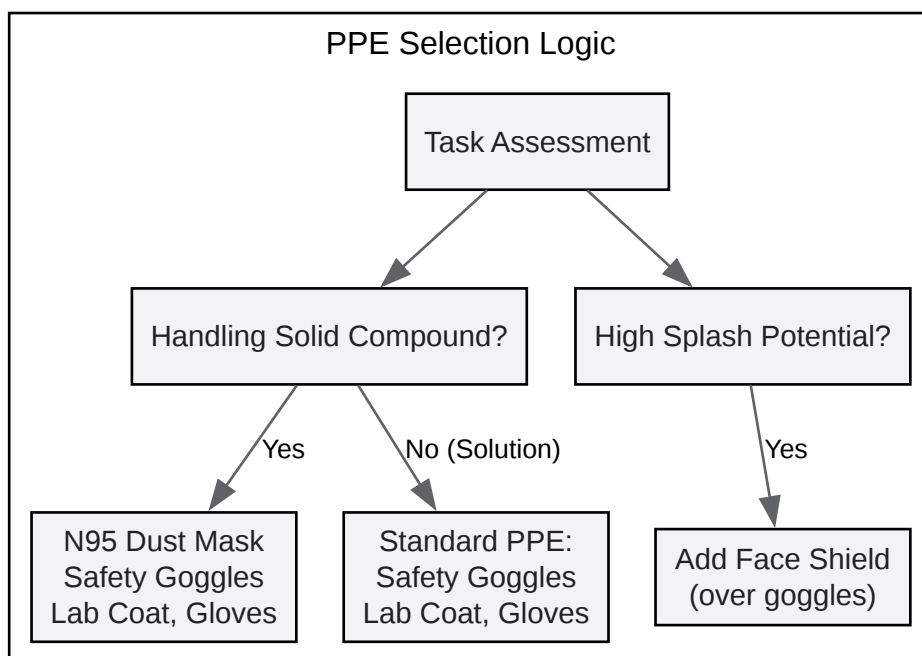 PPE Selection Logic
Task Assessment
Handling Solid Compound?
High Splash Potential?
Yes
No (Solution)
Yes
N95 Dust Mask
Safety Goggles
Lab Coat, Gloves
Standard PPE:
Safety Goggles
Lab Coat, Gloves
Add Face Shield
(over goggles)